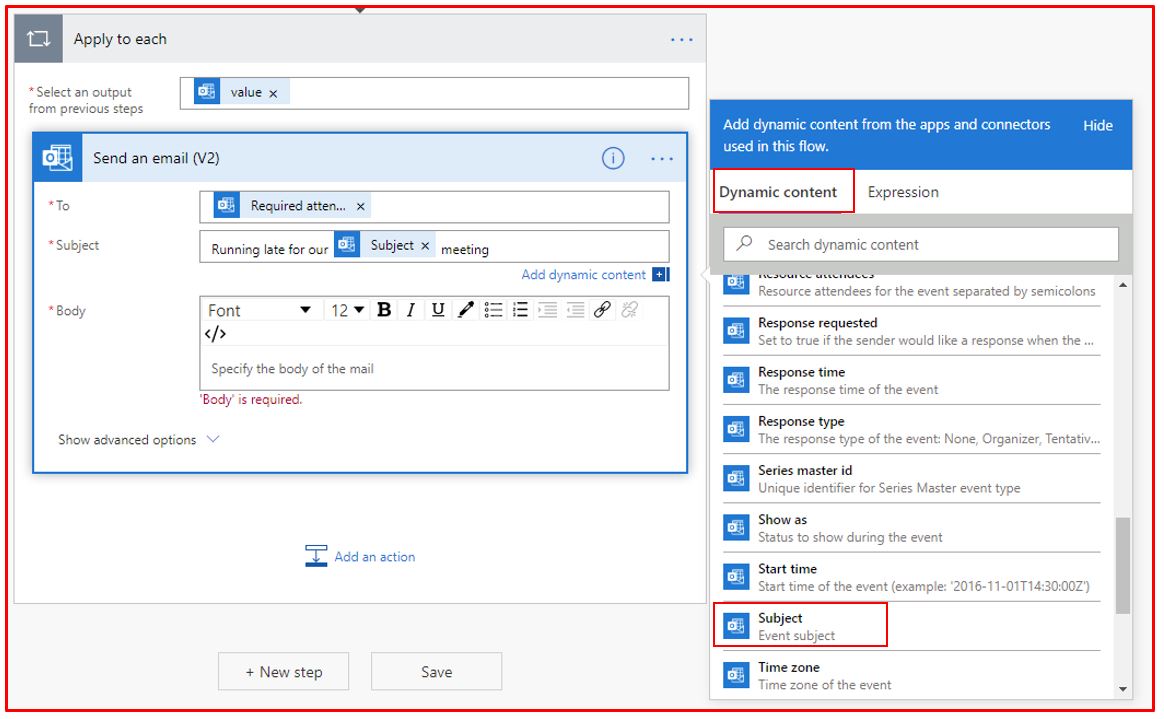 Apply to each
...
*Select an output
from previous steps
value ×
Send an email (V2)
i
...
*To
Required atten... ×
*Subject
Running late for our Subject × meeting
Add dynamic content +
*Body
Font 12 B I U
</>
Specify the body of the mail
'Body' is required.
Show advanced options
Add an action
+ New step
Save
Add dynamic content from the apps and connectors
used in this flow.
Hide
Dynamic content
Expression
Search dynamic content
Resource attendees
Resource attendees for the event separated by semicolons
Response requested
Set to true if the sender would like a response when the ...
Response time
The response time of the event
Response type
The response type of the event: None, Organizer, Tentativ...
Series master id
Unique identifier for Series Master event type
Show as
Status to show during the event
Start time
Start time of the event (example: '2016-11-01T14:30:00Z')
Subject
Event subject
Time zone
Time zone of the event